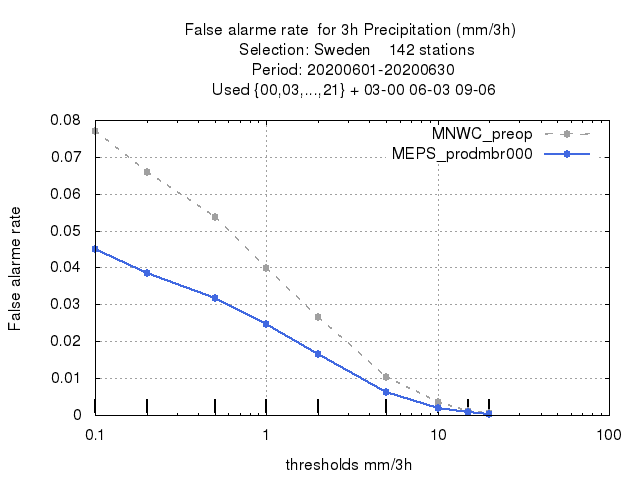 False alarme rate  for 3h Precipitation (mm/3h)
Selection: Sweden    142 stations
Period: 20200601-20200630
Used {00,03,...,21} + 03-00 06-03 09-06
0.08
0.07
0.06
0.05
0.04
0.03
0.02
0.01
0
False alarme rate
MNWC_preop
MEPS_prodmbr000
0.1
1
10
100
thresholds mm/3h